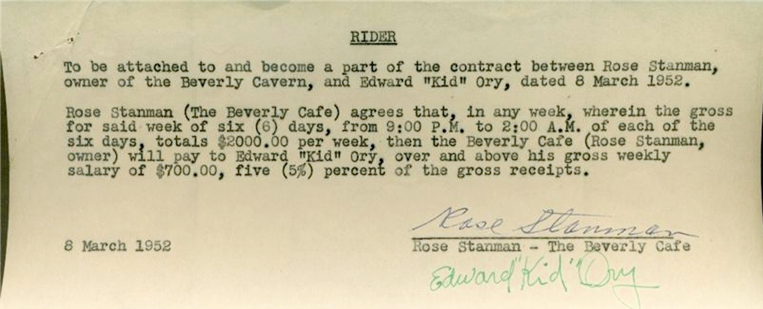 RIDER
To be attached to and become a part of the contract between Rose Stanman,
owner of the Beverly Cavern, and Edward "Kid" Ory, dated 8 March 1952.
Rose Stanman (The Beverly Cafe) agrees that, in any week, wherein the gross
for said week of six (6) days, from 9:00 P.M. to 2:00 A.M. of each of the
six days, totals $2000.00 per week, then the Beverly Cafe (Rose Stanman,
owner) will pay to Edward "Kid" Ory, over and above his gross weekly
salary of $700.00, five (5%) percent of the gross receipts.
Rose Stanman
8 March 1952 Rose Stanman - The Beverly Cafe
Edward "Kid" Ory